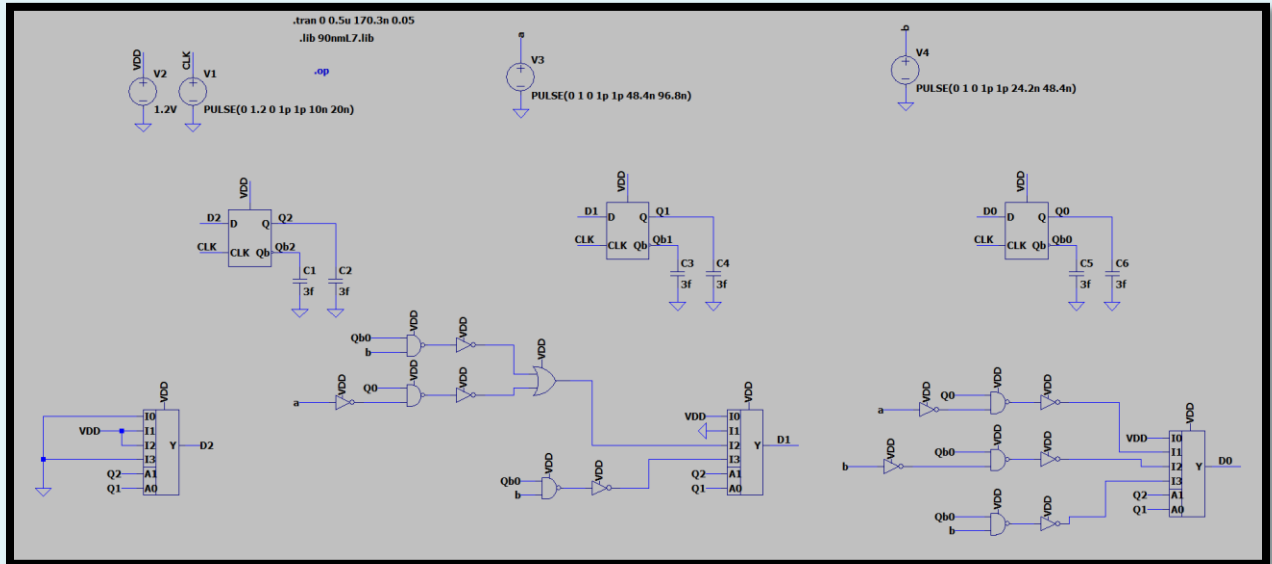 .tran 0 0.5u 170.3n 0.05
.lib 90nmL7.lib
.op
VDD
V2
1.2V
CLK
V1
PULSE(0 1.2 0 1p 1p 10n 20n)
a
V3
PULSE(0 1 0 1p 1p 48.4n 96.8n)
b
V4
PULSE(0 1 0 1p 1p 24.2n 48.4n)
VDD
D2 D Q Q2
CLK CLK Qb Qb2
C1 C2
3f 3f
VDD
D1 D Q Q1
CLK CLK Qb Qb1
C3 C4
3f 3f
VDD
D0 D Q Q0
CLK CLK Qb Qb0
C5 C6
3f 3f
VDD
I0
VDD I1
I2 Y D2
I3
Q2 A1
Q1 A0
VDD VDD
Qb0
b
VDD
VDD VDD VDD
Q0
a
VDD
VDD I0
I1
I2 Y D1
I3
Q2 A1
Q1 A0
VDD VDD
Qb0
b
VDD VDD VDD
Q0
a
VDD VDD VDD
Qb0
b
VDD VDD
Qb0
b
VDD
VDD I0
I1
I2 Y D0
I3
Q2 A1
Q1 A0